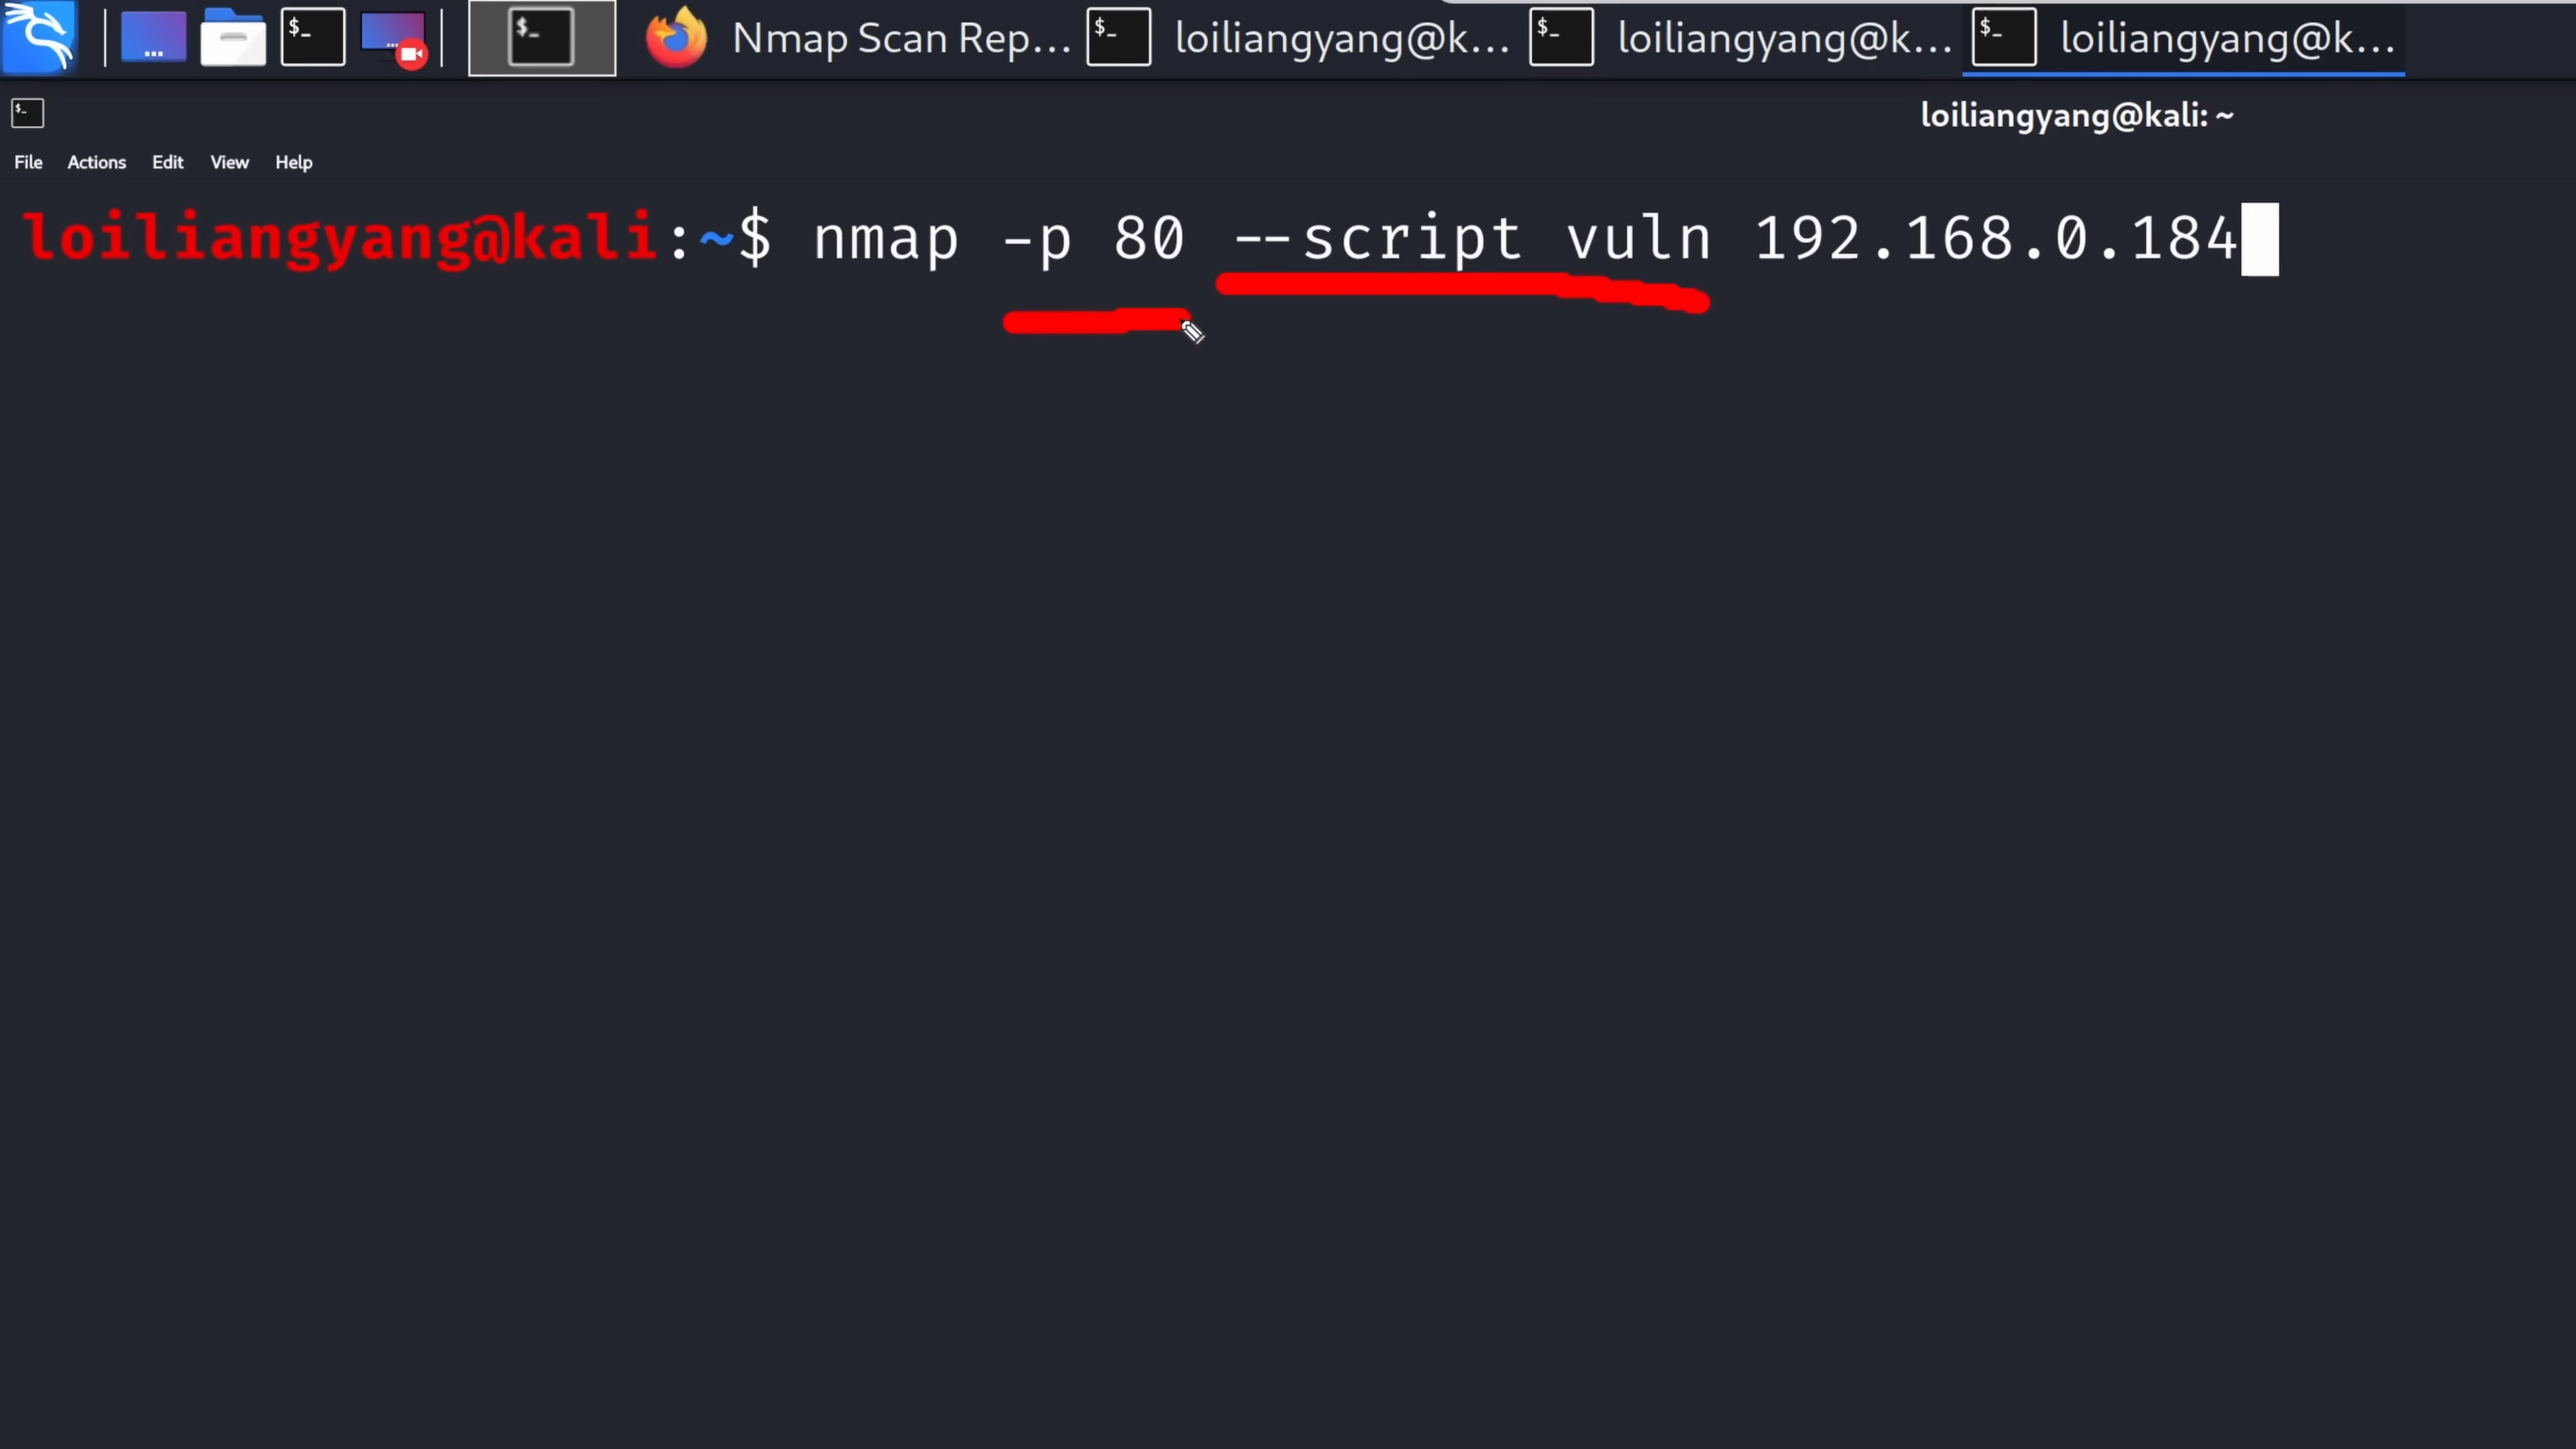 Nmap Scan Rep... loiliangyang@k... loiliangyang@k... loiliangyang@k...
loiliangyang@kali: ~
File Actions Edit View Help
loiliangyang@kali:~$ nmap -p 80 --script vuln 192.168.0.184